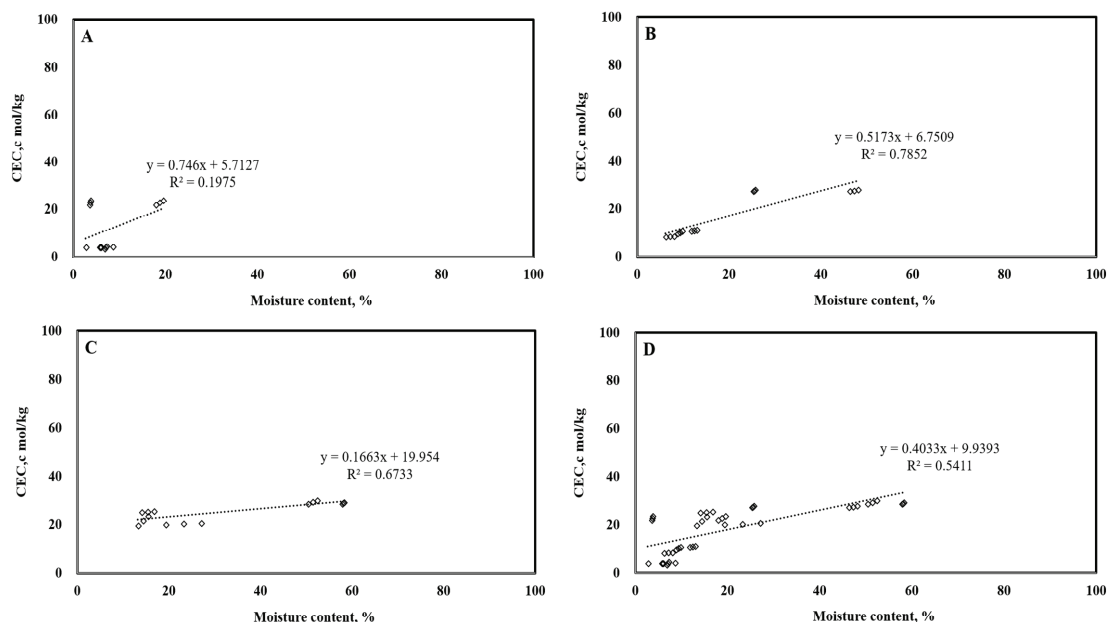 A
CEC,c mol/kg
100
80
60
40
20
0
y = 0.746x + 5.7127
R² = 0.1975
0 20 40 60 80 100
Moisture content, %
B
CEC,c mol/kg
100
80
60
40
20
0
y = 0.5173x + 6.7509
R² = 0.7852
0 20 40 60 80 100
Moisture content, %
C
CEC,c mol/kg
100
80
60
40
20
0
y = 0.1663x + 19.954
R² = 0.6733
0 20 40 60 80 100
Moisture content, %
D
CEC,c mol/kg
100
80
60
40
20
0
y = 0.4033x + 9.9393
R² = 0.5411
0 20 40 60 80 100
Moisture content, %